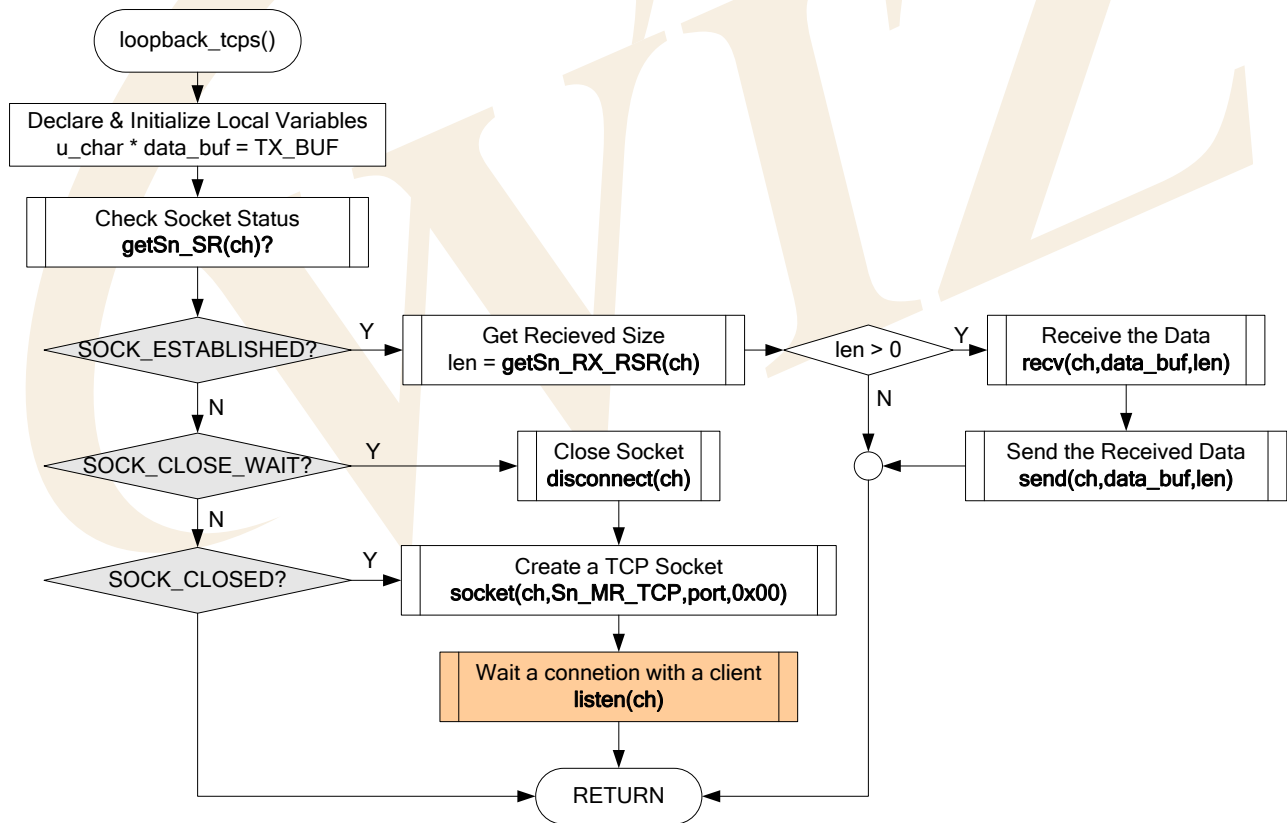 loopback_tcps()
Declare & Initialize Local Variables
u_char * data_buf = TX_BUF
Check Socket Status
getSn_SR(ch)?
SOCK_ESTABLISHED?
Y
Get Recieved Size
len = getSn_RX_RSR(ch)
len > 0
Y
Receive the Data
recv(ch,data_buf,len)
N
N
SOCK_CLOSE_WAIT?
Y
Close Socket
disconnect(ch)
Send the Received Data
send(ch,data_buf,len)
N
SOCK_CLOSED?
Y
Create a TCP Socket
socket(ch,Sn_MR_TCP,port,0x00)
Wait a connetion with a client
listen(ch)
RETURN
WIZ